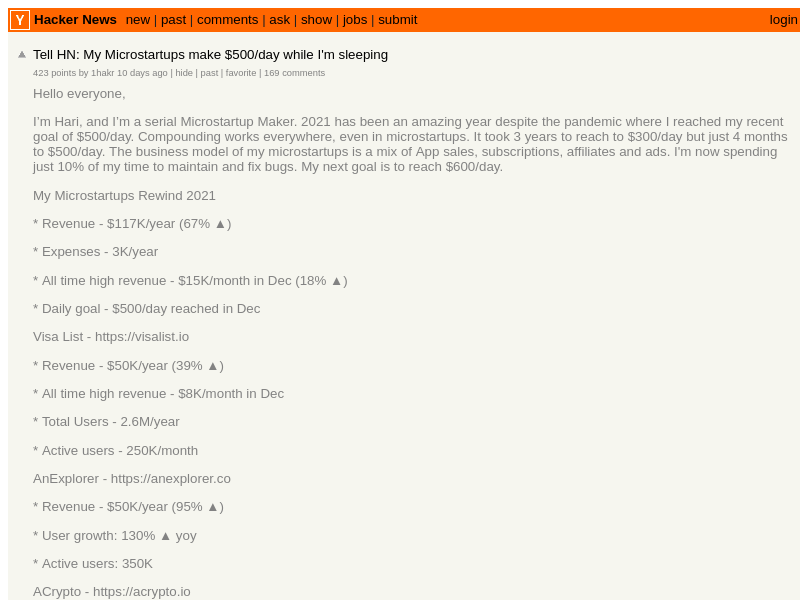 Y Hacker News new | past | comments | ask | show | jobs | submit login
▲ Tell HN: My Microstartups make $500/day while I'm sleeping
423 points by 1hakr 10 days ago | hide | past | favorite | 169 comments
Hello everyone,
I'm Hari, and I'm a serial Microstartup Maker. 2021 has been an amazing year despite the pandemic where I reached my recent
goal of $500/day. Compounding works everywhere, even in microstartups. It took 3 years to reach to $300/day but just 4 months
to $500/day. The business model of my microstartups is a mix of App sales, subscriptions, affiliates and ads. I'm now spending
just 10% of my time to maintain and fix bugs. My next goal is to reach $600/day.
My Microstartups Rewind 2021
* Revenue - $117K/year (67% ▲)
* Expenses - 3K/year
* All time high revenue - $15K/month in Dec (18% ▲)
* Daily goal - $500/day reached in Dec
Visa List - https://visalist.io
* Revenue - $50K/year (39% ▲)
* All time high revenue - $8K/month in Dec
* Total Users - 2.6M/year
* Active users - 250K/month
AnExplorer - https://anexplorer.co
* Revenue - $50K/year (95% ▲)
* User growth: 130% ▲ yoy
* Active users: 350K
ACrypto - https://acrypto.io